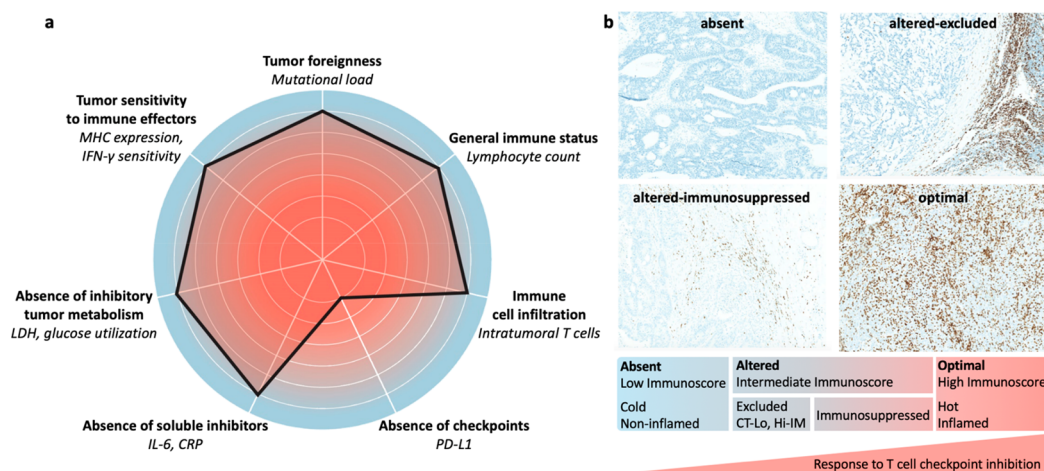 a
Tumor foreignness
Mutational load
Tumor sensitivity
to immune effectors
MHC expression,
IFN-γ sensitivity
General immune status
Lymphocyte count
Absence of inhibitory
tumor metabolism
LDH, glucose utilization
Immune
cell infiltration
Intratumoral T cells
Absence of soluble inhibitors
IL-6, CRP
Absence of checkpoints
PD-L1
b
absent
altered-excluded
altered-immunosuppressed
optimal
Absent
Low Immunoscore
Altered
Intermediate Immunoscore
Optimal
High Immunoscore
Cold
Non-inflamed
Excluded
CT-Lo, Hi-IM
Immunosuppressed
Hot
Inflamed
Response to T cell checkpoint inhibition